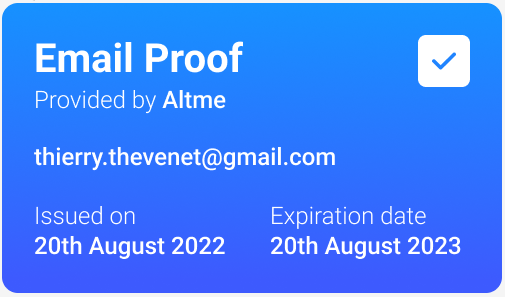 Email Proof
Provided by Altme
thierry.thevenet@gmail.com
Issued on Expiration date
20th August 2022 20th August 2023